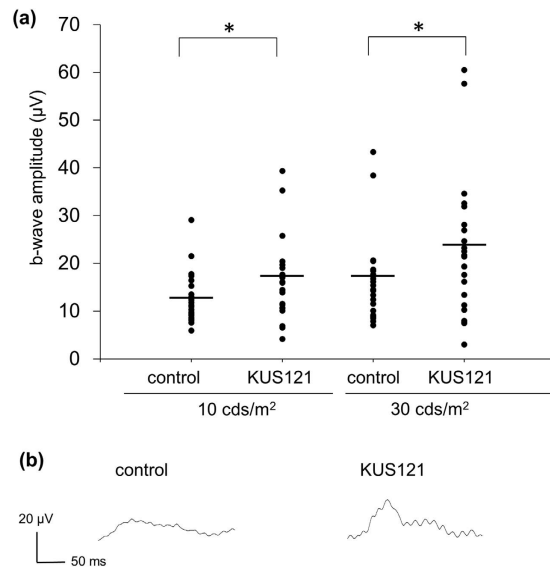 (a)
70
60
50
40
30
20
10
0
b-wave amplitude (µV)
*
*
control KUS121 control KUS121
10 cds/m² 30 cds/m²
(b)
control KUS121
20 µV
50 ms